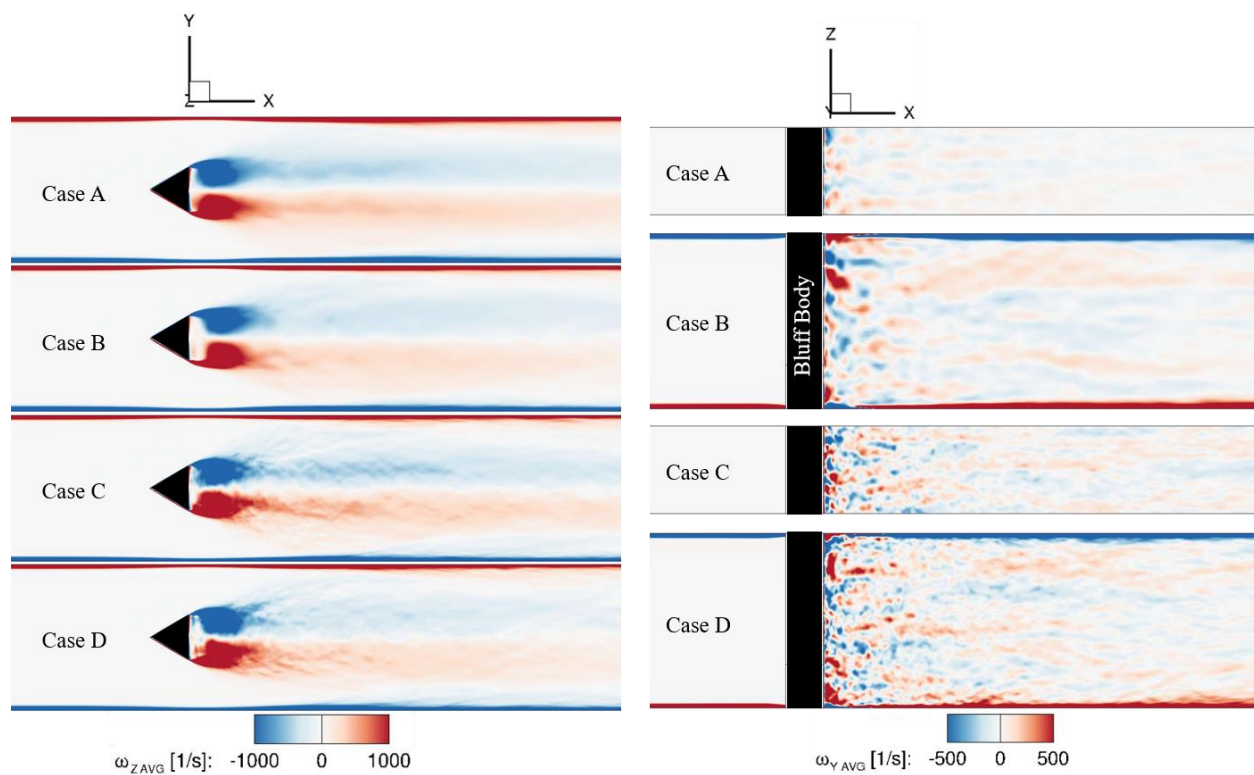 Y
Z
X
Case A
Case B
Case C
Case D
ω Z AVG [1/s]: -1000 0 1000
Z
Y
X
Case A
Case B
Bluff Body
Case C
Case D
ω Y AVG [1/s]: -500 0 500